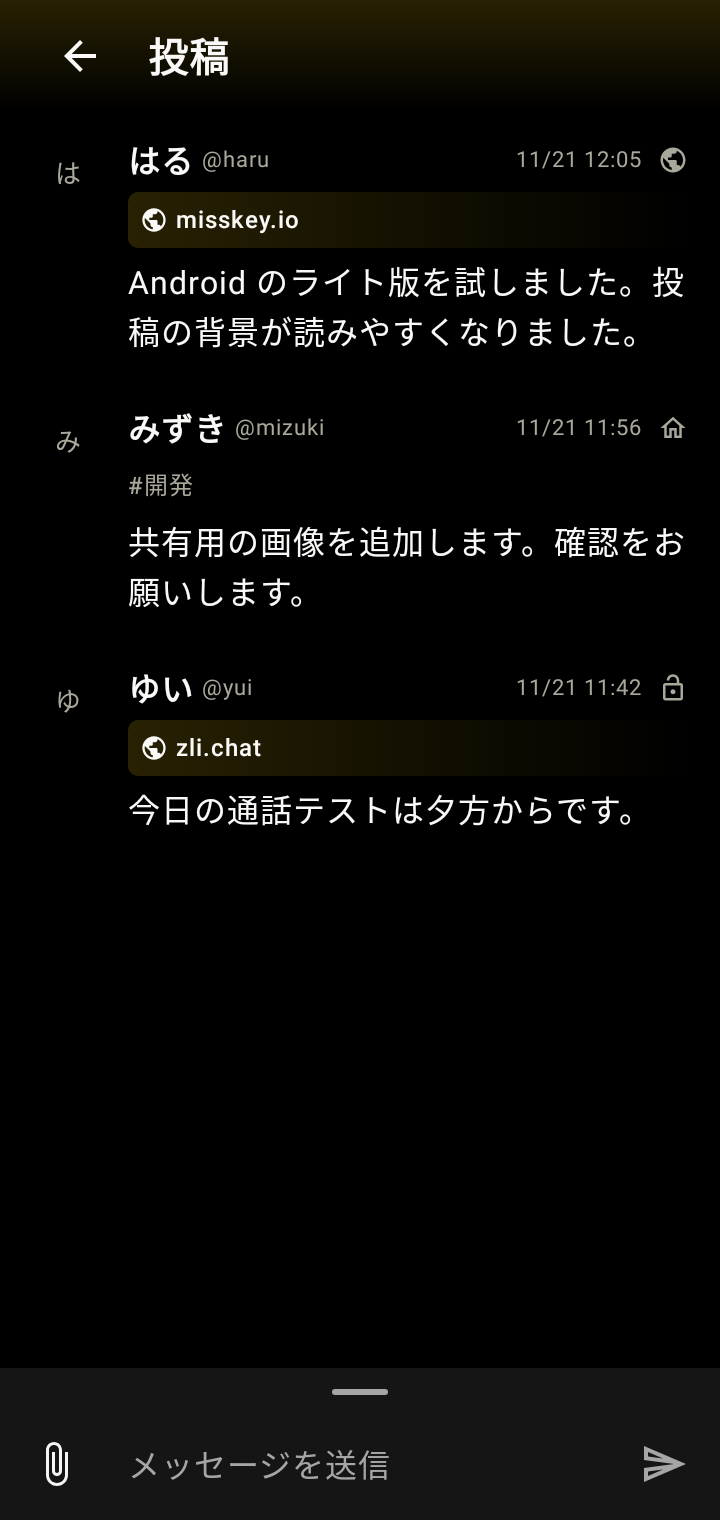 投稿
は
はる @haru 11/21 12:05
misskey.io
Android のライト版を試しました。投
稿の背景が読みやすくなりました。
み
みずき @mizuki 11/21 11:56
#開発
共有用の画像を追加します。確認をお
願いします。
ゆ
ゆい @yui 11/21 11:42
zli.chat
今日の通話テストは夕方からです。
メッセージを送信